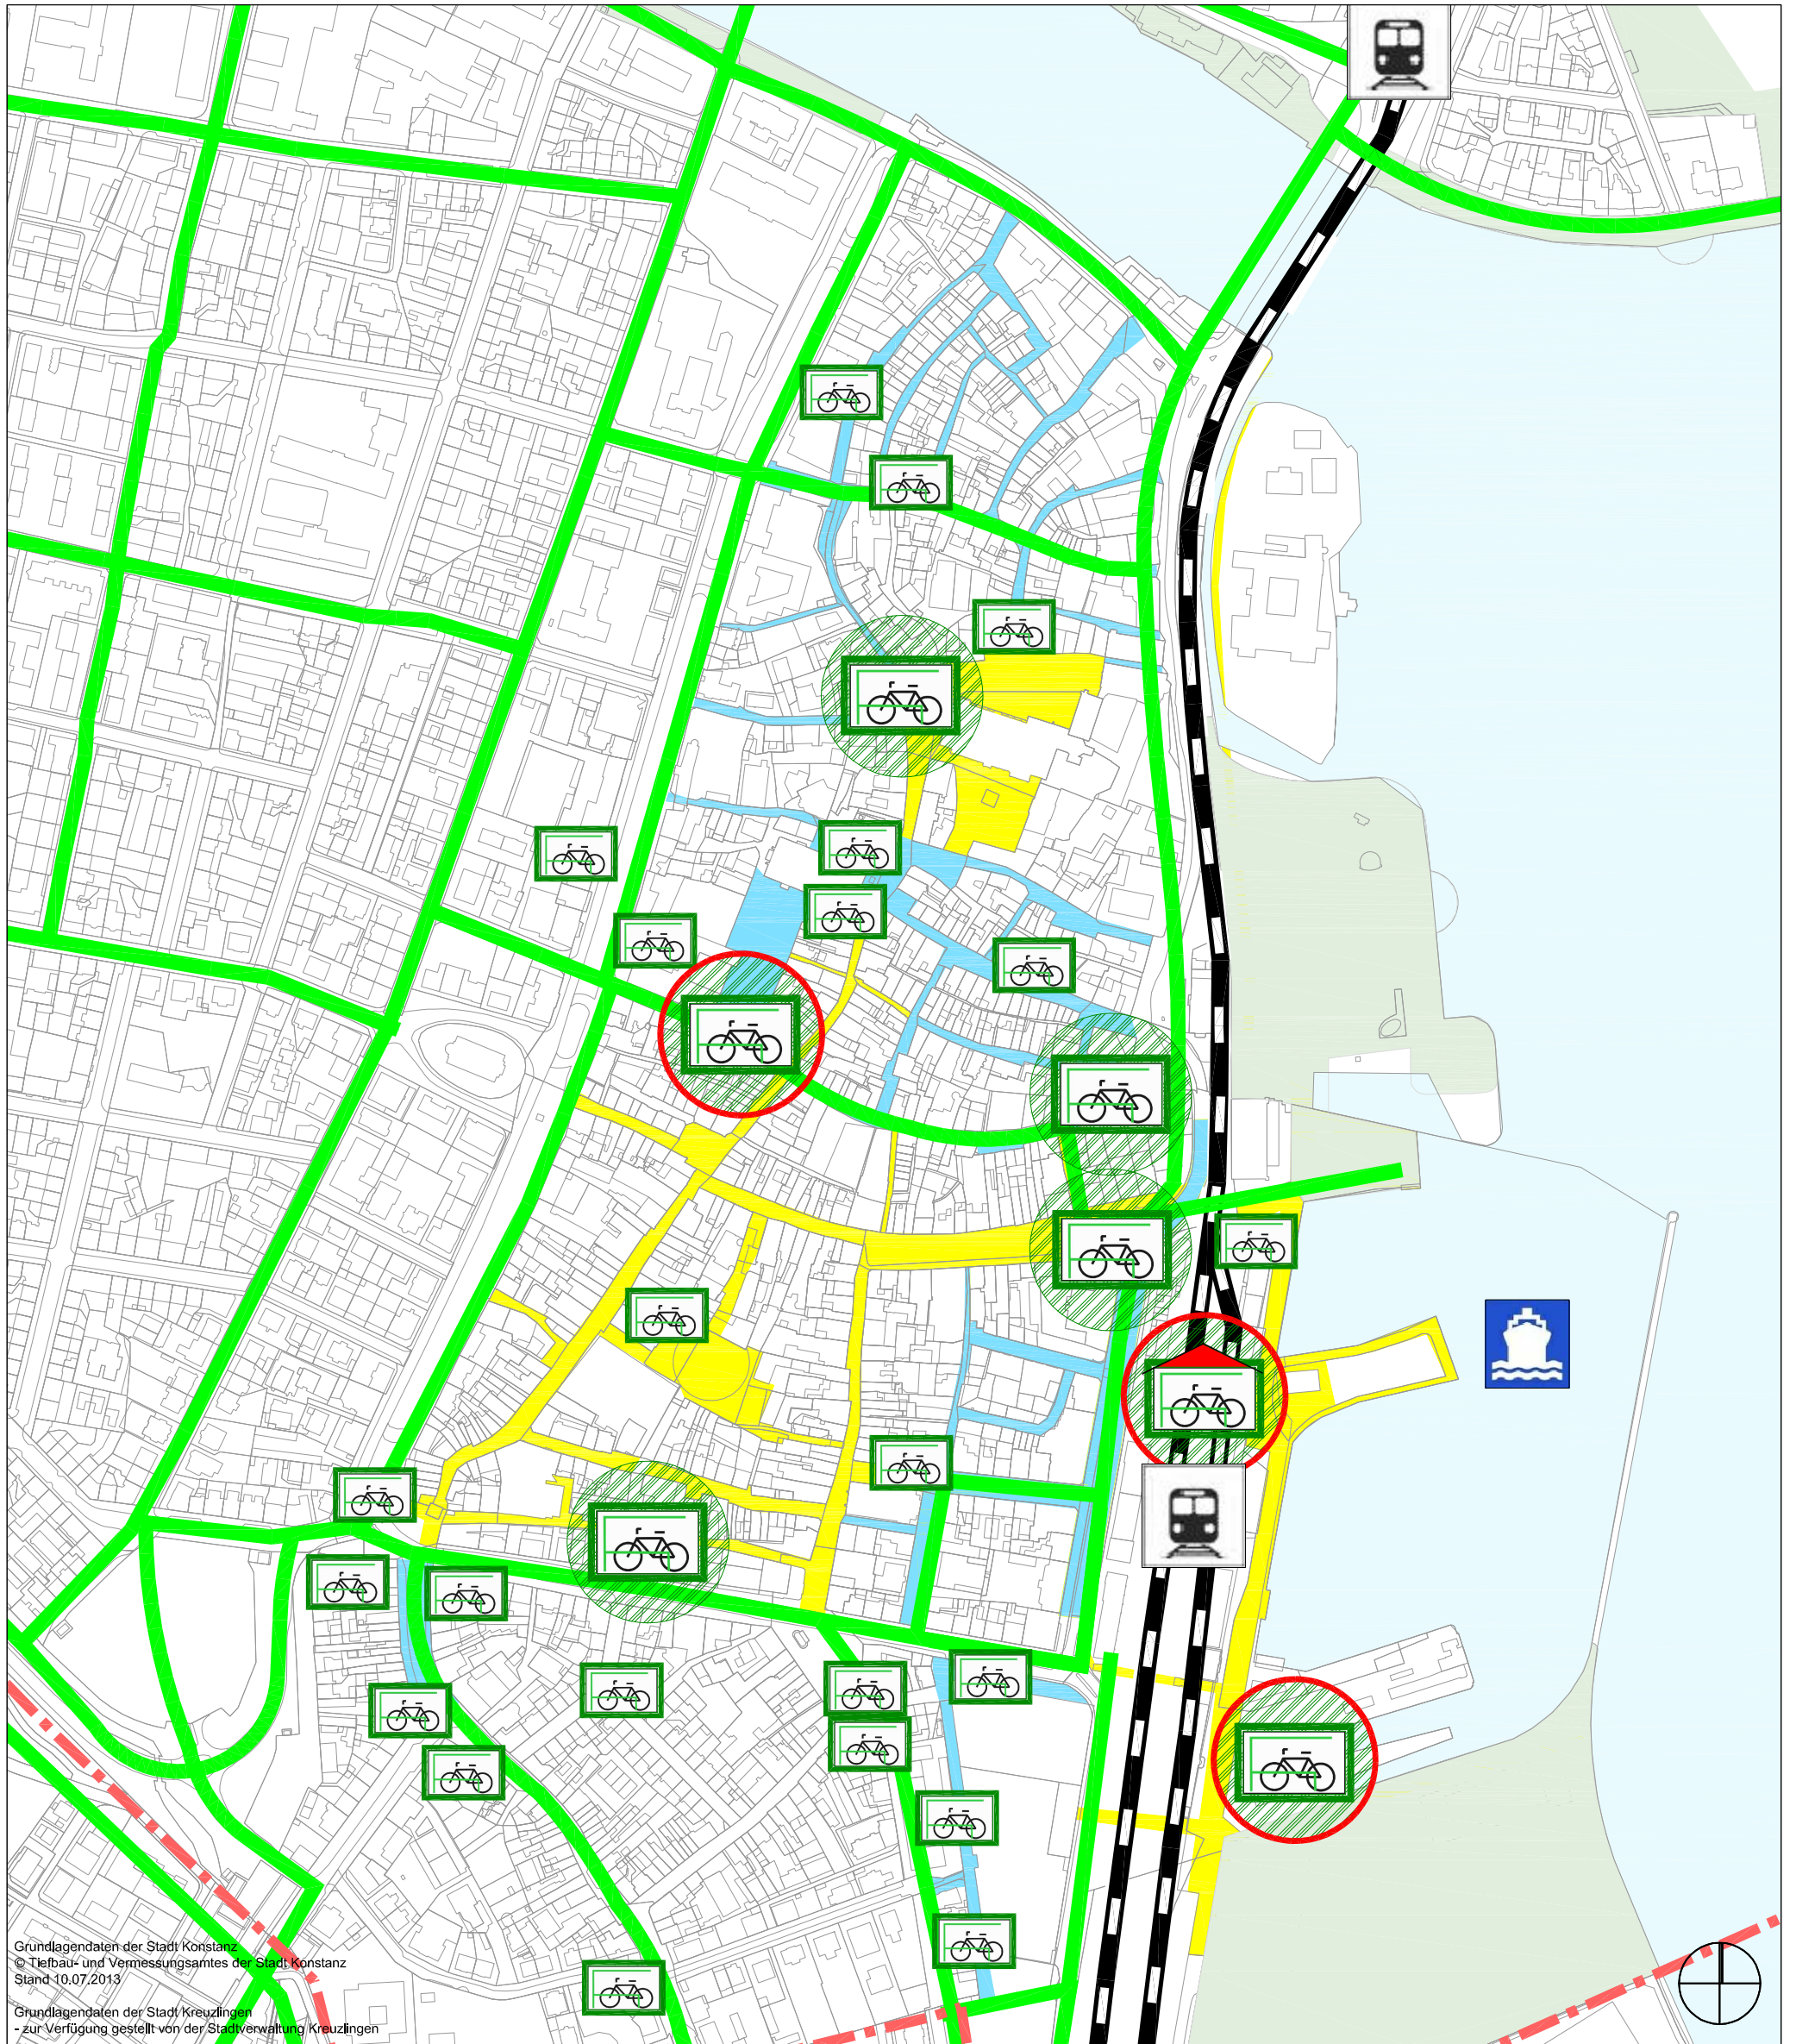 Grundlagendaten der Stadt Konstanz
© Tiefbau- und Vermessungsamtes der Stadt Konstanz
Stand 10.07.2013
Grundlagendaten der Stadt Kreuzlingen
- zur Verfügung gestellt von der Stadtverwaltung Kreuzlingen